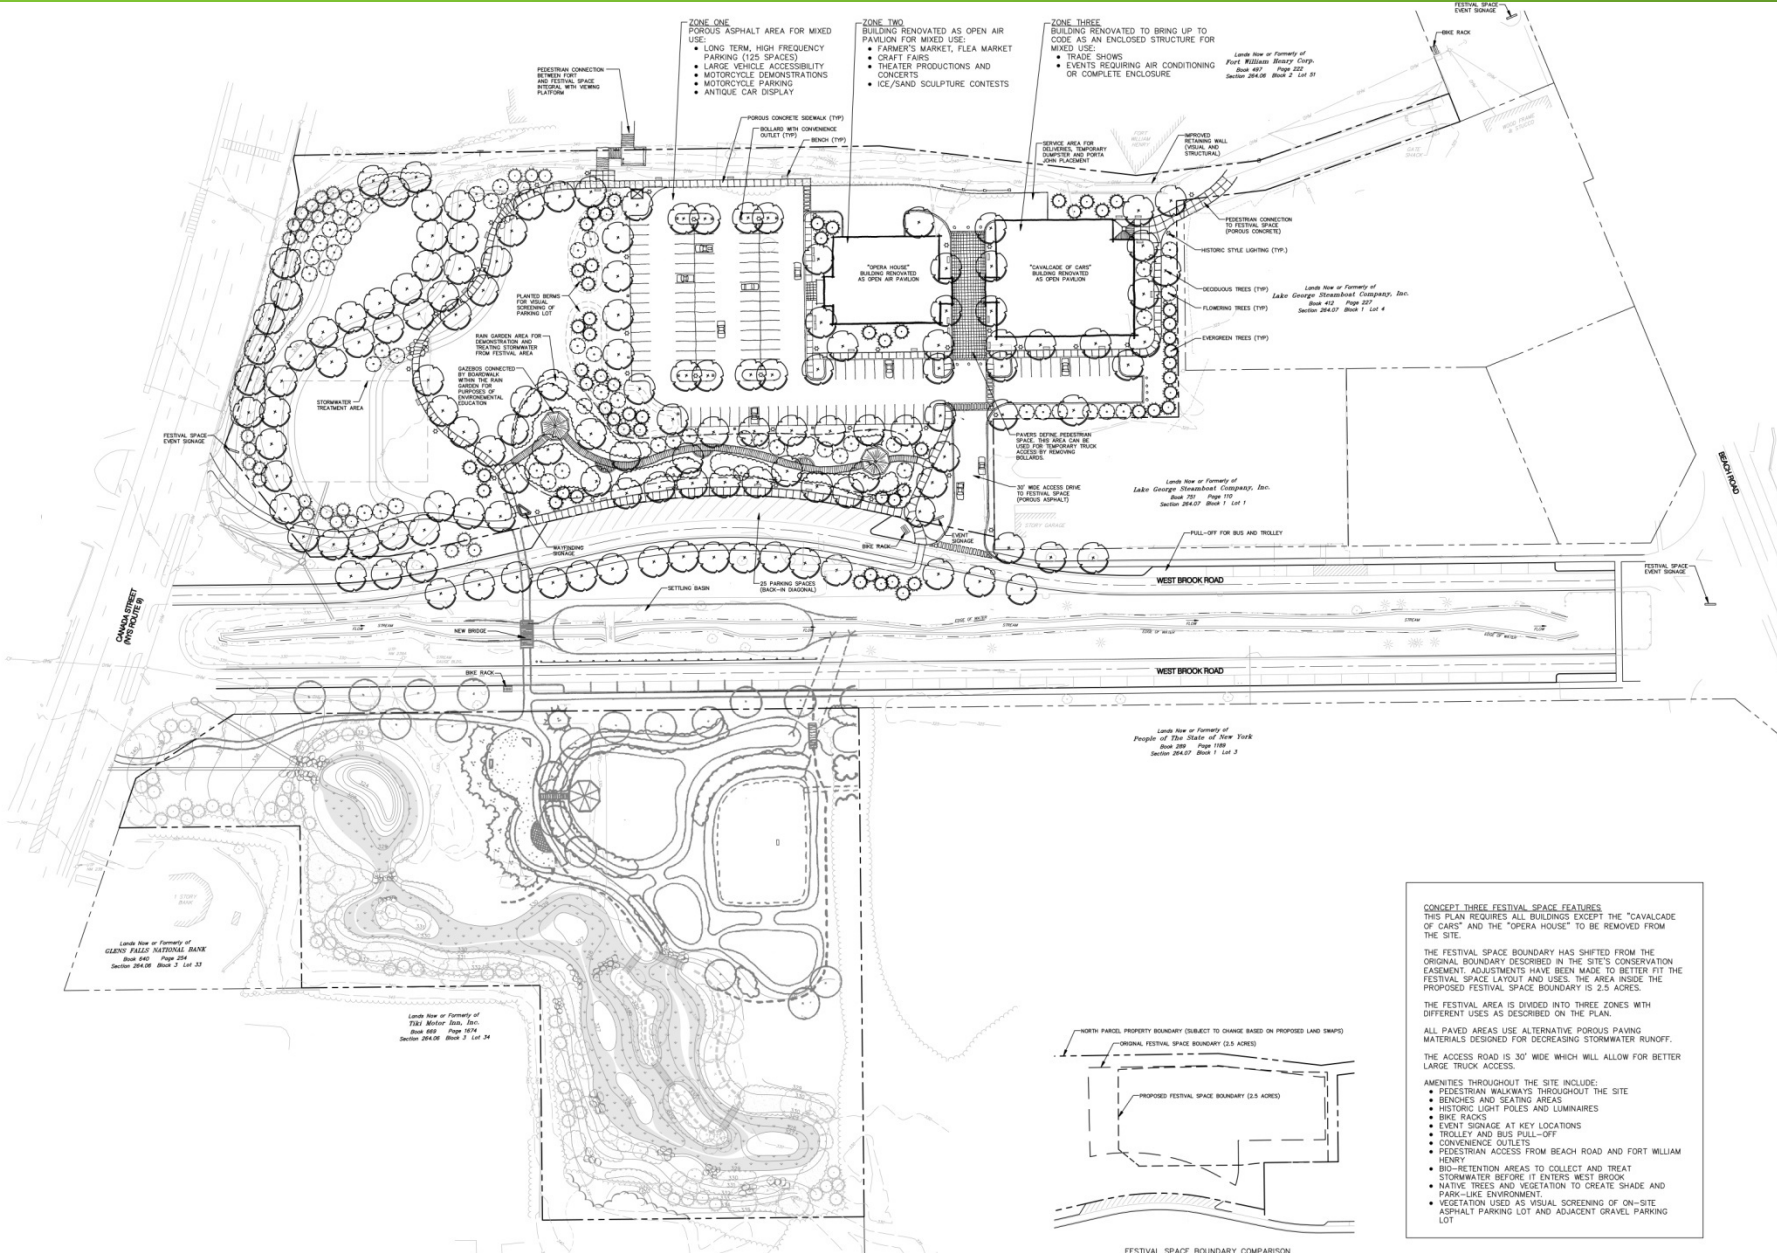 FESTIVAL SPACE
EVENT SIGNAGE
BIKE RACK
ZONE ONE
POROUS ASPHALT AREA FOR MIXED
USE:
• LONG TERM, HIGH FREQUENCY
PARKING (125 SPACES)
• LARGE VEHICLE ACCESSIBILITY
• MOTORCYCLE DEMONSTRATIONS
• MOTORCYCLE PARKING
• ANTIQUE CAR DISPLAY
ZONE TWO
BUILDING RENOVATED AS OPEN AIR
PAVILION FOR MIXED USE:
• FARMER'S MARKET, FLEA MARKET
• CRAFT FAIRS
• THEATER PRODUCTIONS AND
CONCERTS
• ICE/SAND SCULPTURE CONTESTS
ZONE THREE
BUILDING RENOVATED TO BRING UP TO
CODE AS AN ENCLOSED STRUCTURE FOR
MIXED USE:
• TRADE SHOWS
• EVENTS REQUIRING AIR CONDITIONING
OR COMPLETE ENCLOSURE
Lands Now or Formerly of
Fort William Henry Corp.
Book 497 Page 222
Section 264.06 Block 2 Lot 51
PEDESTRIAN CONNECTION
BETWEEN FORT
AND FESTIVAL SPACE
INTEGRAL WITH VIEWING
PLATFORM
POROUS CONCRETE SIDEWALK (TYP)
BOLLARD WITH CONVENIENCE
OUTLET (TYP)
BENCH (TYP)
SERVICE AREA FOR
DELIVERIES, TEMPORARY
DUMPSTER AND PORTA
JOHN PLACEMENT
FORT
WILLIAM
HENRY
IMPROVED
RETAINING WALL
(VISUAL AND
STRUCTURAL)
GATE
SHACK
PEDESTRIAN CONNECTION
TO FESTIVAL SPACE
(POROUS CONCRETE)
HISTORIC STYLE LIGHTING (TYP.)
"OPERA HOUSE"
BUILDING RENOVATED
AS OPEN AIR PAVILION
"CAVALCADE OF CARS"
BUILDING RENOVATED
AS OPEN PAVILION
DECIDUOUS TREES (TYP)
FLOWERING TREES (TYP)
EVERGREEN TREES (TYP)
Lands Now or Formerly of
Lake George Steamboat Company, Inc.
Book 412 Page 227
Section 264.07 Block 1 Lot 4
PLANTED BERMS
FOR VISUAL
SCREENING OF
PARKING LOT
RAIN GARDEN AREA FOR
DEMONSTRATION AND
TREATING STORMWATER
FROM FESTIVAL AREA
GAZEBOS CONNECTED
BY BOARDWALK
WITHIN THE RAIN
GARDEN FOR
PURPOSES OF
ENVIRONEMENTAL
EDUCATION
STORMWATER
TREATMENT AREA
FESTIVAL SPACE
EVENT SIGNAGE
PAVERS DEFINE PEDESTRIAN
SPACE. THIS AREA CAN BE
USED FOR TEMPORARY TRUCK
ACCESS BY REMOVING
BOLLARDS.
30' WIDE ACCESS DRIVE
TO FESTIVAL SPACE
(POROUS ASPHALT)
Lands Now or Formerly of
Lake George Steamboat Company, Inc.
Book 751 Page 110
Section 264.07 Block 1 Lot 1
BEACH ROAD
STORY GARAGE
EVENT
SIGNAGE
BIKE RACK
WAYFINDING
SIGNAGE
PULL-OFF FOR BUS AND TROLLEY
WEST BROOK ROAD
FESTIVAL SPACE
EVENT SIGNAGE
25 PARKING SPACES
(BACK-IN DIAGONAL)
SETTLING BASIN
CANADA STREET
(NYS ROUTE 9)
NEW BRIDGE
FLOW
STREAM
FLOW
EDGE OF WATER
STREAM
EDGE OF WATER
FLOW
STREAM
EDGE OF WATER
FLOW
BIKE RACK
WEST BROOK ROAD
Lands Now or Formerly of
People of The State of New York
Book 289 Page 1189
Section 264.07 Block 1 Lot 3
1 STORY
BANK
Lands Now or Formerly of
GLENS FALLS NATIONAL BANK
Book 640 Page 254
Section 264.06 Block 3 Lot 33
Lands Now or Formerly of
Tiki Motor Inn, Inc.
Book 669 Page 1674
Section 264.06 Block 3 Lot 34
NORTH PARCEL PROPERTY BOUNDARY (SUBJECT TO CHANGE BASED ON PROPOSED LAND SWAPS)
ORIGINAL FESTIVAL SPACE BOUNDARY (2.5 ACRES)
PROPOSED FESTIVAL SPACE BOUNDARY (2.5 ACRES)
FESTIVAL SPACE BOUNDARY COMPARISON
CONCEPT THREE FESTIVAL SPACE FEATURES
THIS PLAN REQUIRES ALL BUILDINGS EXCEPT THE "CAVALCADE
OF CARS" AND THE "OPERA HOUSE" TO BE REMOVED FROM
THE SITE.
THE FESTIVAL SPACE BOUNDARY HAS SHIFTED FROM THE
ORIGINAL BOUNDARY DESCRIBED IN THE SITE'S CONSERVATION
EASEMENT. ADJUSTMENTS HAVE BEEN MADE TO BETTER FIT THE
FESTIVAL SPACE LAYOUT AND USES. THE AREA INSIDE THE
PROPOSED FESTIVAL SPACE BOUNDARY IS 2.5 ACRES.
THE FESTIVAL AREA IS DIVIDED INTO THREE ZONES WITH
DIFFERENT USES AS DESCRIBED ON THE PLAN.
ALL PAVED AREAS USE ALTERNATIVE POROUS PAVING
MATERIALS DESIGNED FOR DECREASING STORMWATER RUNOFF.
THE ACCESS ROAD IS 30' WIDE WHICH WILL ALLOW FOR BETTER
LARGE TRUCK ACCESS.
AMENITIES THROUGHOUT THE SITE INCLUDE:
• PEDESTRIAN WALKWAYS THROUGHOUT THE SITE
• BENCHES AND SEATING AREAS
• HISTORIC LIGHT POLES AND LUMINAIRES
• BIKE RACKS
• EVENT SIGNAGE AT KEY LOCATIONS
• TROLLEY AND BUS PULL-OFF
• CONVENIENCE OUTLETS
• PEDESTRIAN ACCESS FROM BEACH ROAD AND FORT WILLIAM
HENRY
• BIO-RETENTION AREAS TO COLLECT AND TREAT
STORMWATER BEFORE IT ENTERS WEST BROOK
• NATIVE TREES AND VEGETATION TO CREATE SHADE AND
PARK-LIKE ENVIRONMENT.
• VEGETATION USED AS VISUAL SCREENING OF ON-SITE
ASPHALT PARKING LOT AND ADJACENT GRAVEL PARKING
LOT